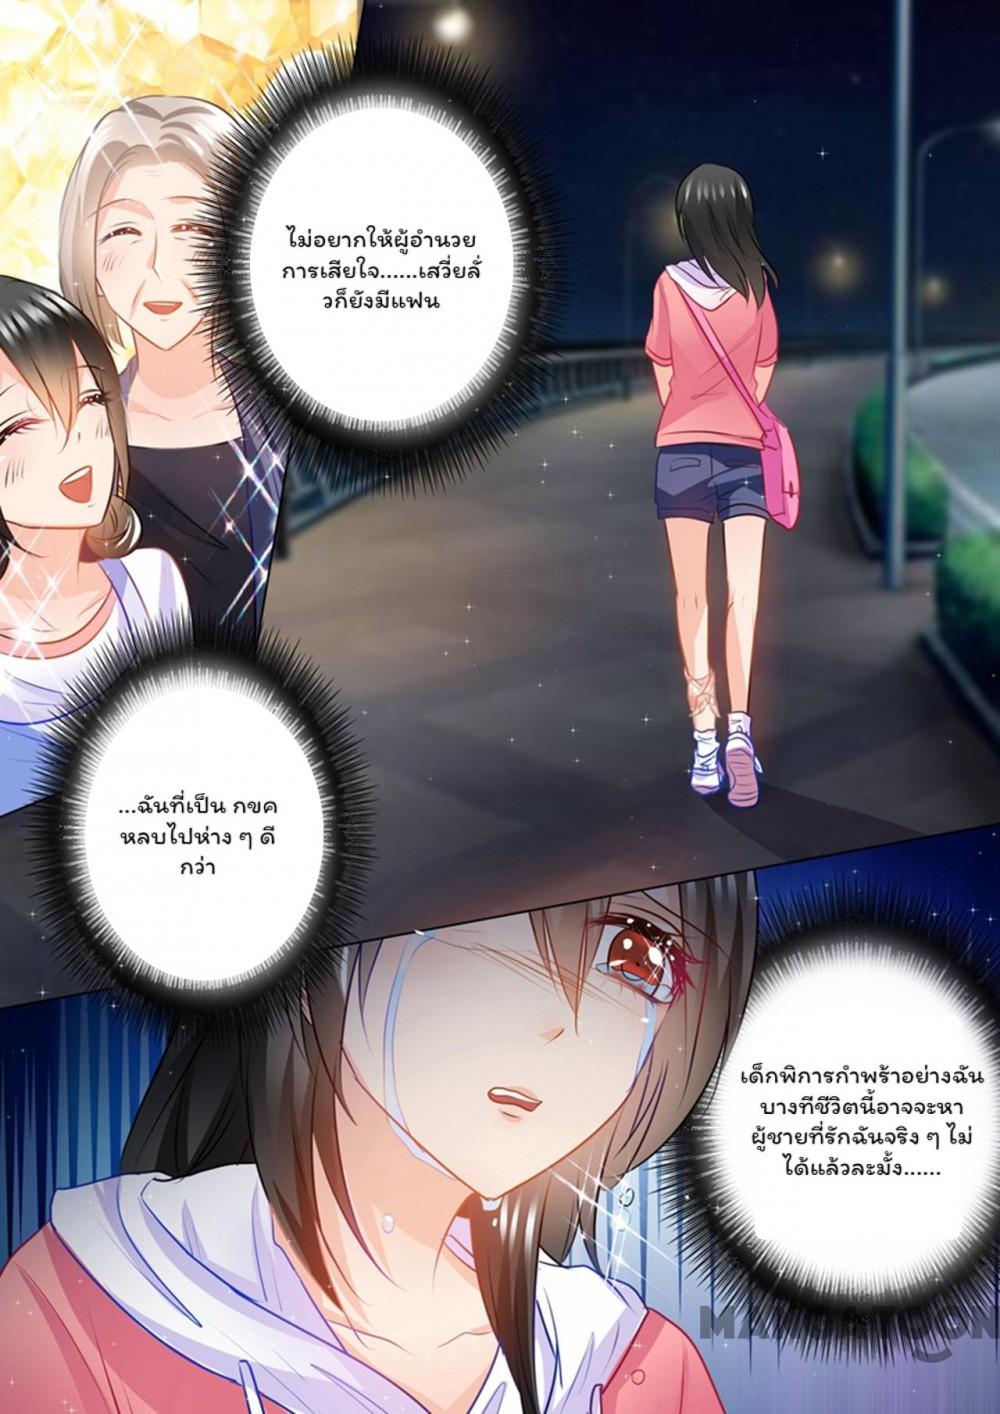 ไม่อยากให้ผู้อำนวย
การเสียใจ......เสวี่ยลั่
วก็ยังมีแฟน
...ฉันที่เป็น กขค
หลบไปห่าง ๆ ดี
กว่า
เด็กพิการกำพร้าอย่างฉัน
บางทีชีวิตนี้อาจจะหา
ผู้ชายที่รักฉันจริง ๆ ไม่
ได้แล้วละมั้ง......